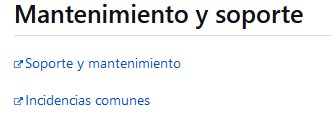 Mantenimiento y soporte
Soporte y mantenimiento
Incidencias comunes